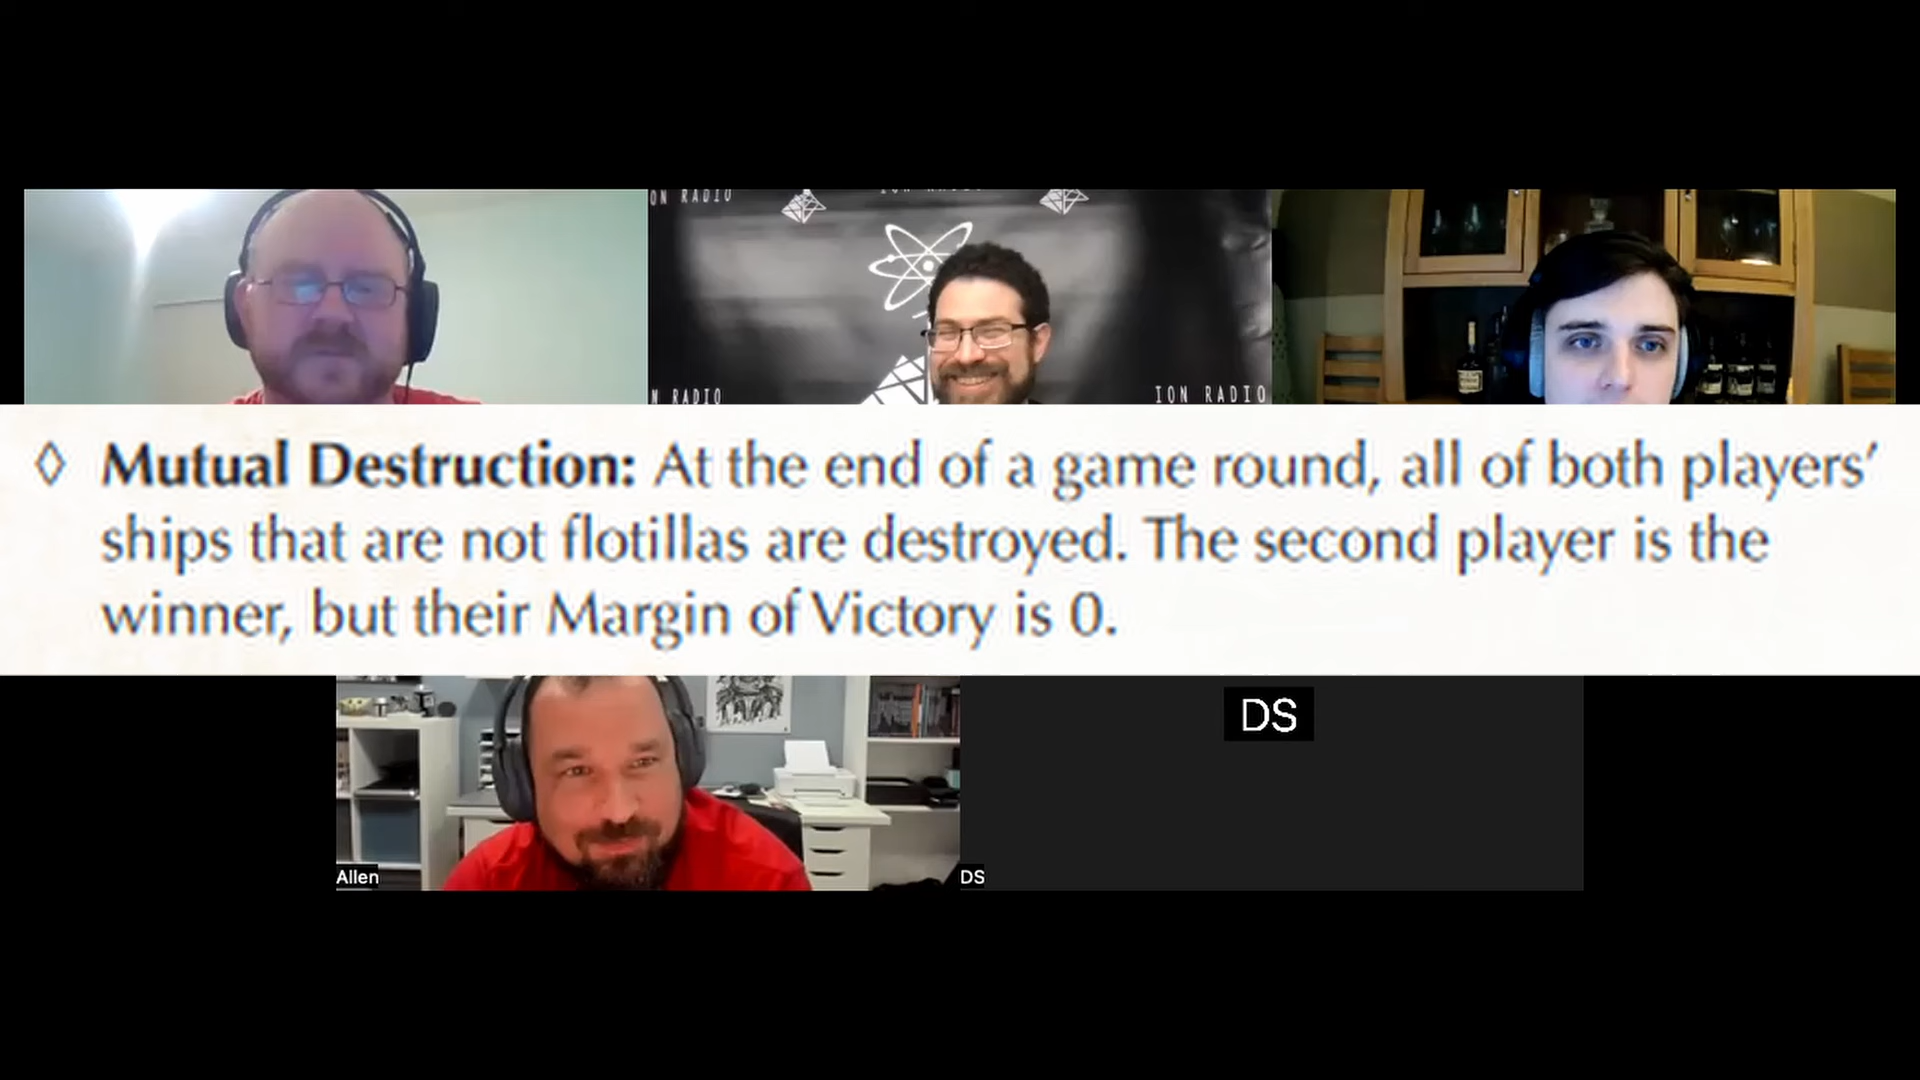 ON RADIO
ION RADIO
N RADIO
ION RADIO
◊ Mutual Destruction: At the end of a game round, all of both players’
ships that are not flotillas are destroyed. The second player is the
winner, but their Margin of Victory is 0.
DS
Allen
DS